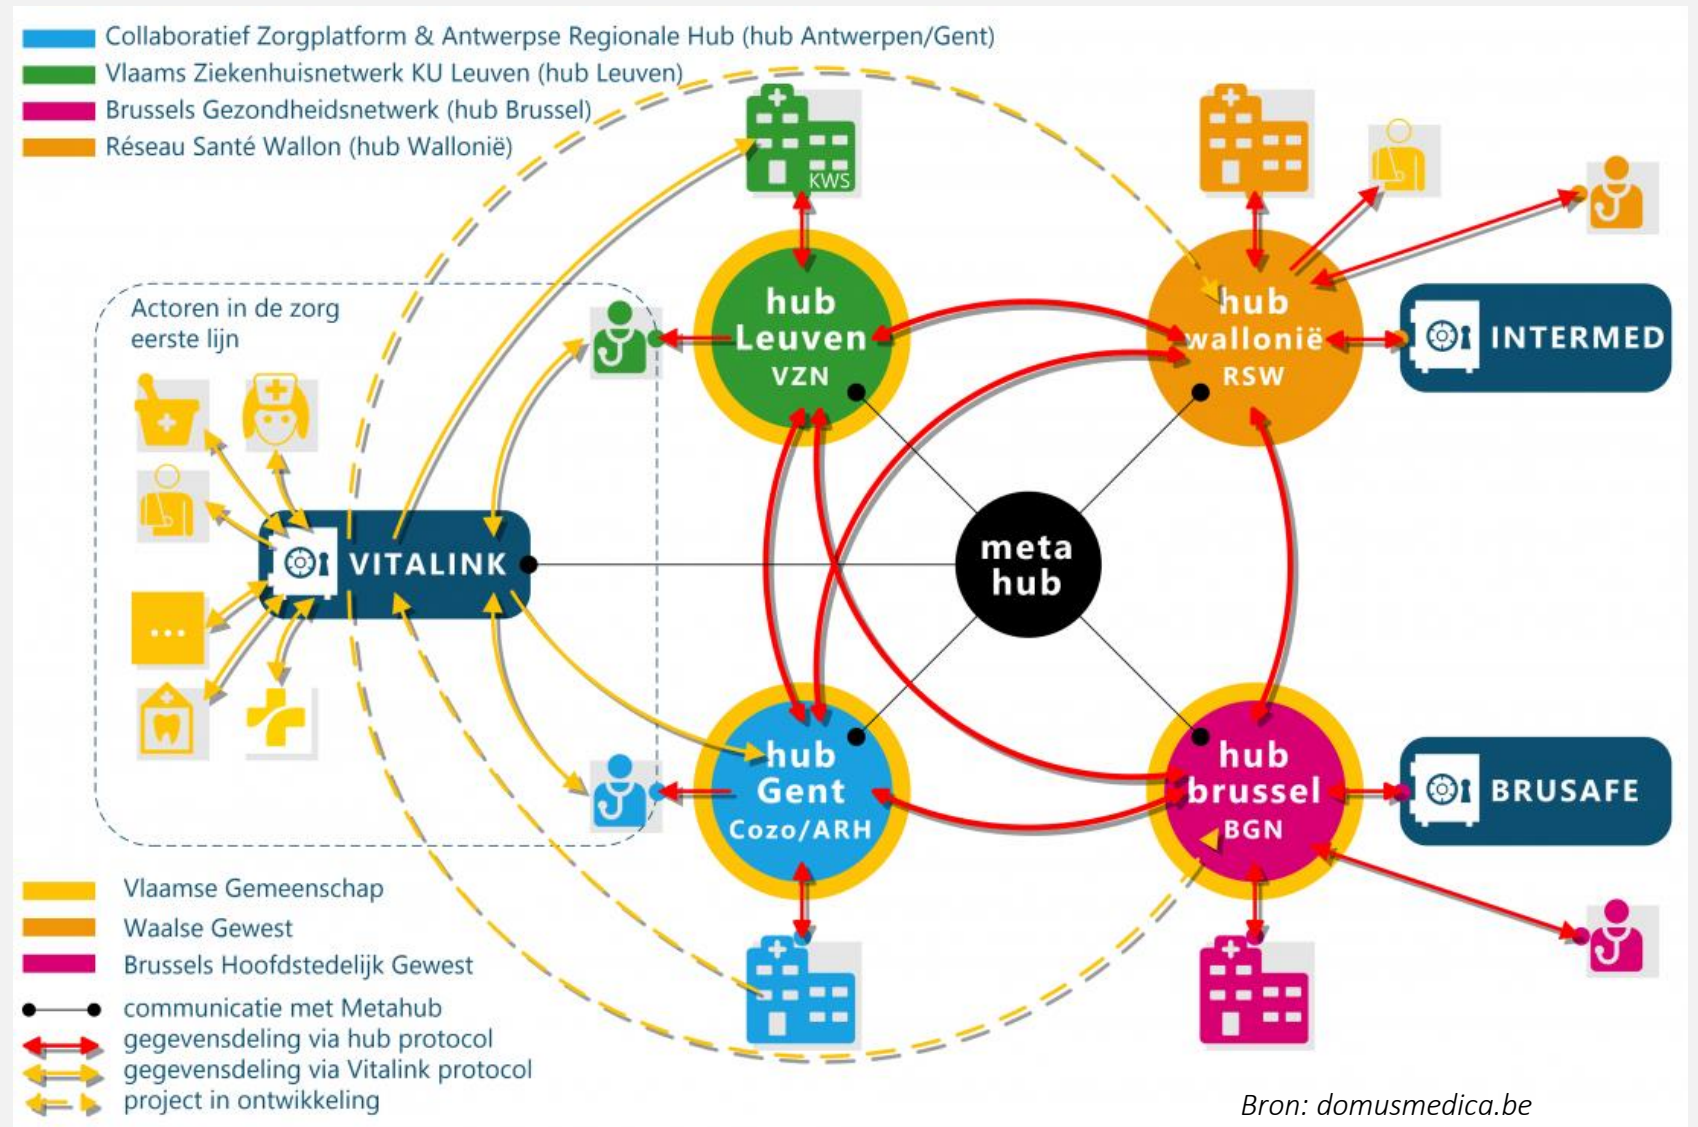 Collaboratief Zorgplatform & Antwerpse Regionale Hub (hub Antwerpen/Gent)
Vlaams Ziekenhuisnetwerk KU Leuven (hub Leuven)
Brussels Gezondheidsnetwerk (hub Brussel)
Réseau Santé Wallon (hub Wallonië)
KWS
Actoren in de zorg
eerste lijn
hub
Leuven
VZN
hub
wallonië
RSW
INTERMED
VITALINK
meta
hub
...
hub
Gent
Cozo/ARH
hub
brussel
BGN
BRUSAFE
Vlaamse Gemeenschap
Waalse Gewest
Brussels Hoofdstedelijk Gewest
communicatie met Metahub
gegevensdeling via hub protocol
gegevensdeling via Vitalink protocol
project in ontwikkeling
Bron: domusmedica.be